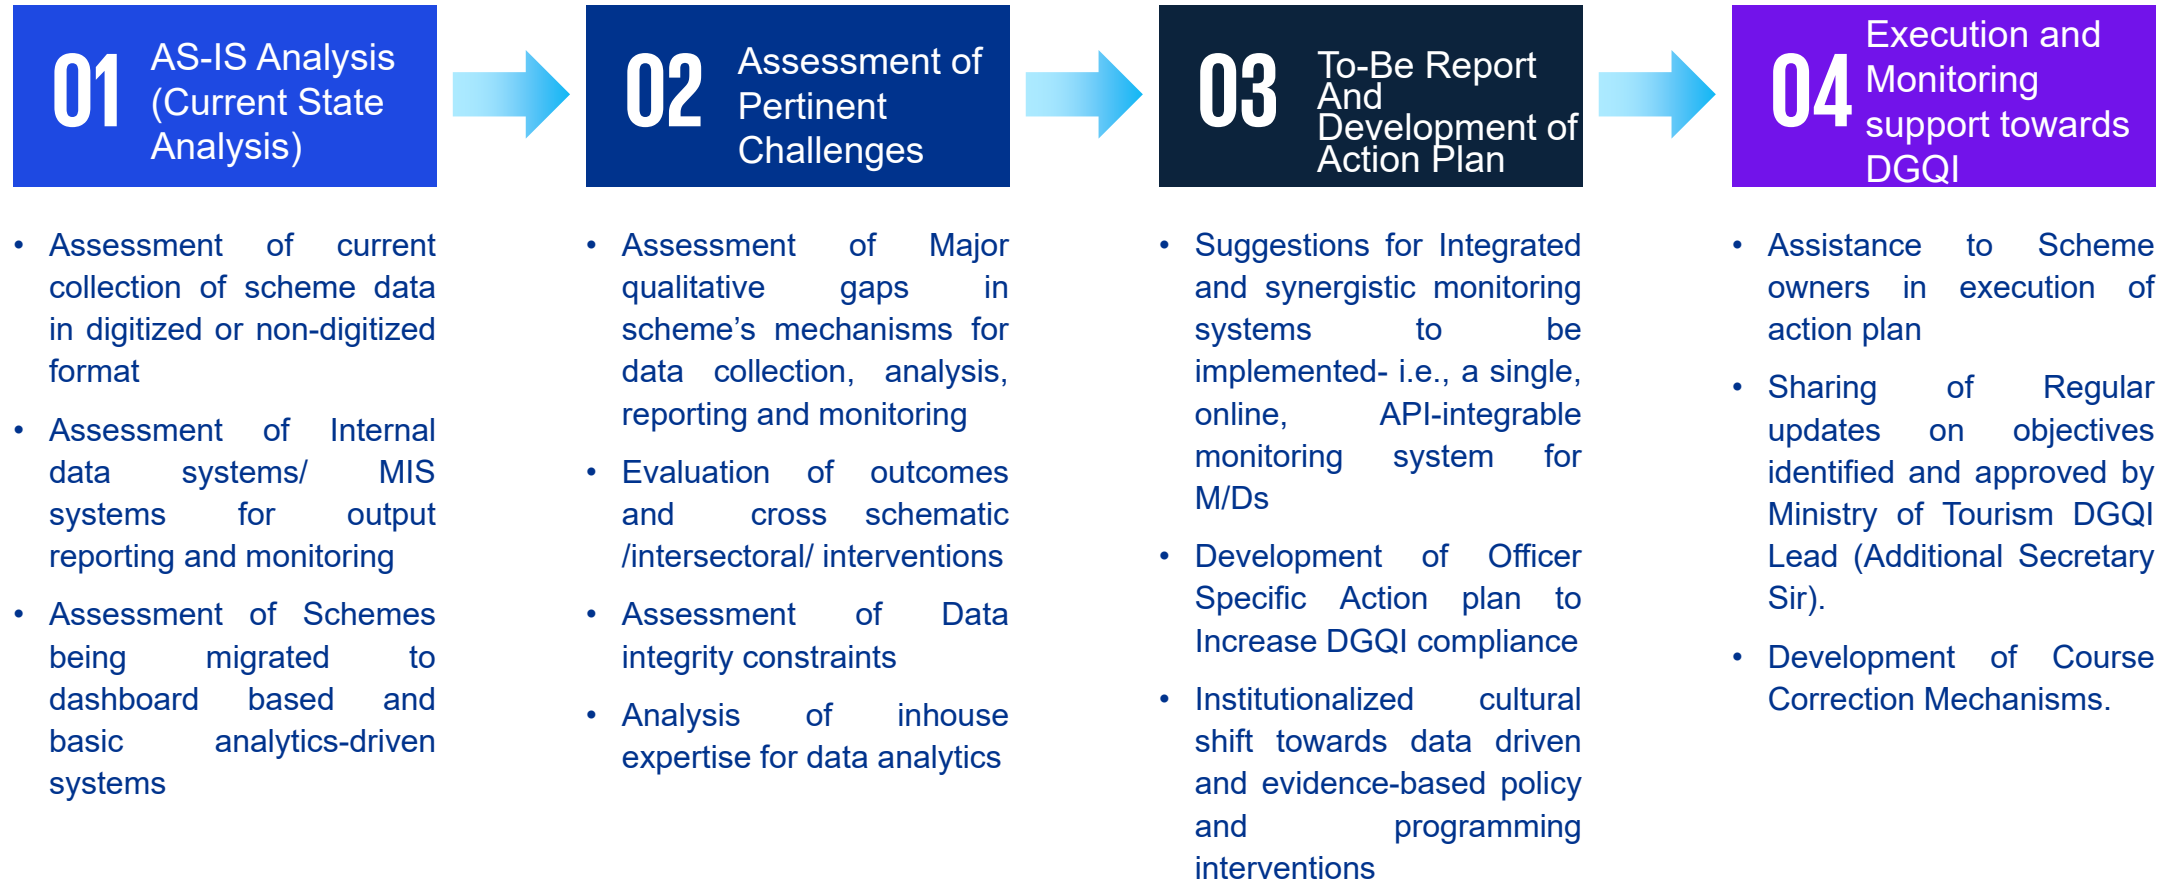 01
AS-IS Analysis
(Current State
Analysis)
• Assessment of current
collection of scheme data
in digitized or non-digitized
format
• Assessment of Internal
data systems/ MIS
systems for output
reporting and monitoring
• Assessment of Schemes
being migrated to
dashboard based and
basic analytics-driven
systems
02
Assessment of
Pertinent
Challenges
• Assessment of Major
qualitative gaps in
scheme’s mechanisms for
data collection, analysis,
reporting and monitoring
• Evaluation of outcomes
and cross schematic
/intersectoral/ interventions
• Assessment of Data
integrity constraints
• Analysis of inhouse
expertise for data analytics
03
To-Be Report
And
Development of
Action Plan
• Suggestions for Integrated
and synergistic monitoring
systems to be
implemented- i.e., a single,
online, API-integrable
monitoring system for
M/Ds
• Development of Officer
Specific Action plan to
Increase DGQI compliance
• Institutionalized cultural
shift towards data driven
and evidence-based policy
and programming
interventions
04
Execution and
Monitoring
support towards
DGQI
• Assistance to Scheme
owners in execution of
action plan
• Sharing of Regular
updates on objectives
identified and approved by
Ministry of Tourism DGQI
Lead (Additional Secretary
Sir).
• Development of Course
Correction Mechanisms.